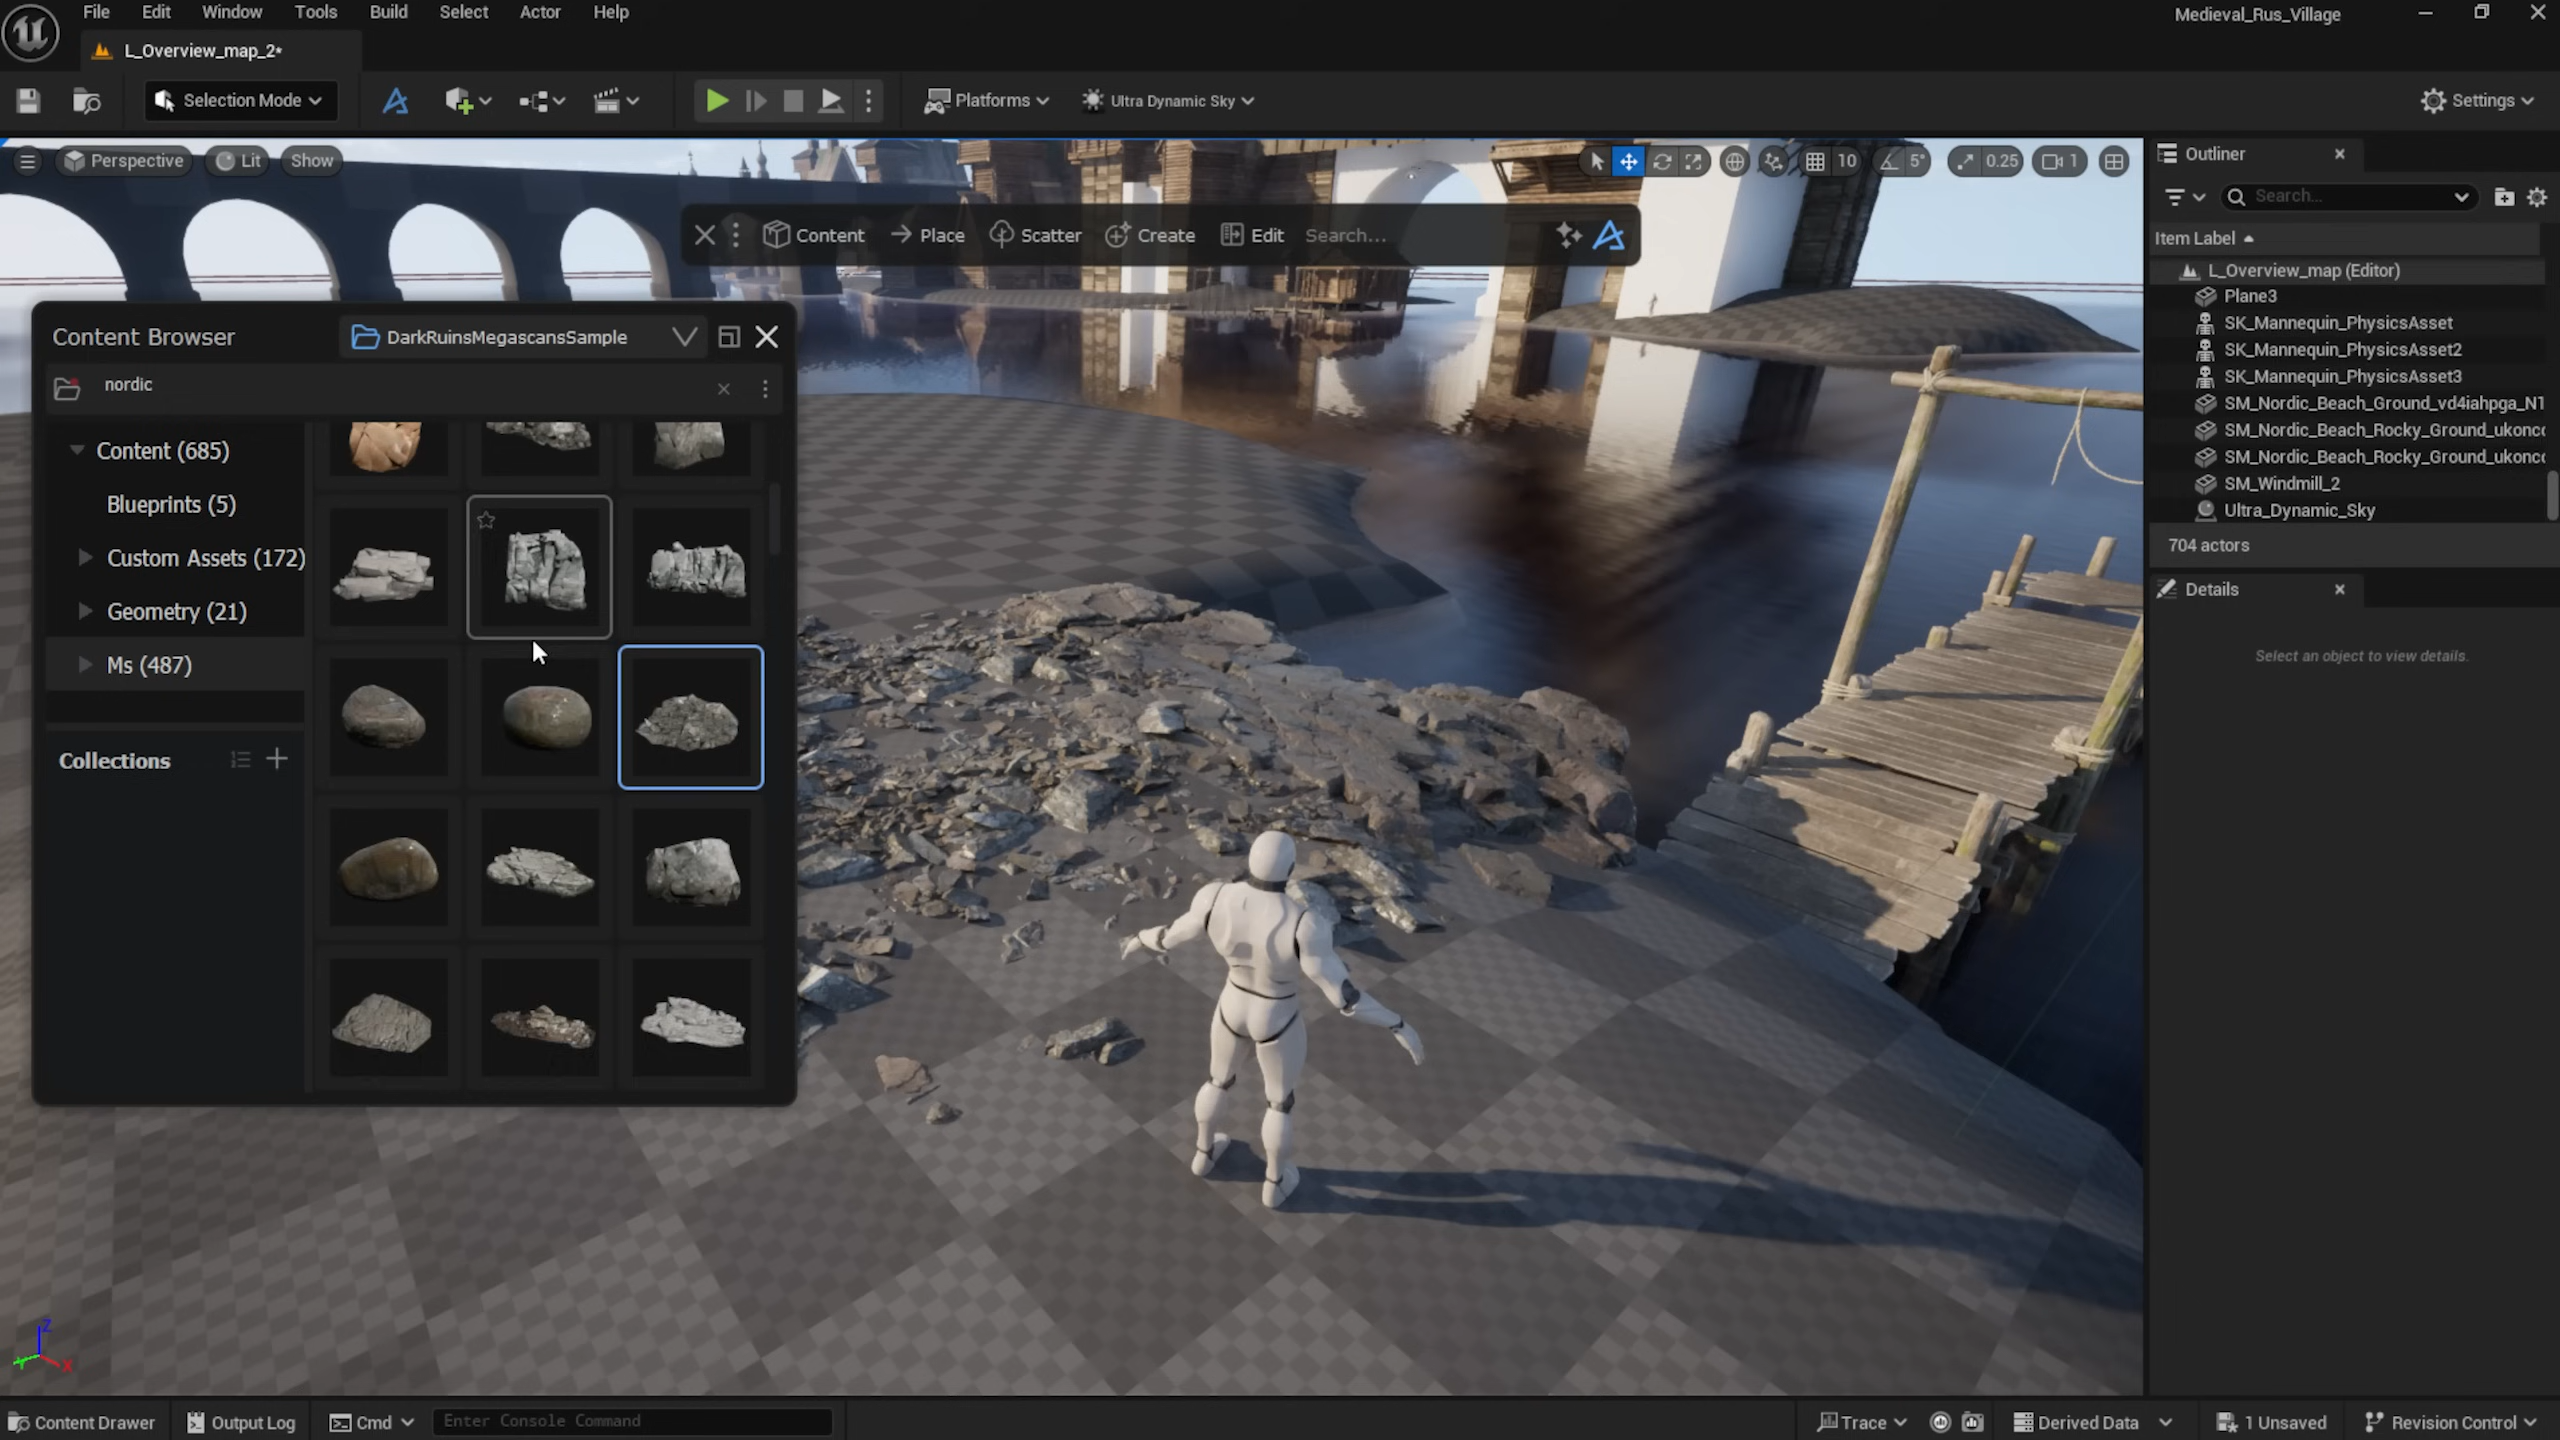 File Edit Window Tools Build Select Actor Help
Medieval_Rus_Village
L_Overview_map_2*
Selection Mode
Platforms
Ultra Dynamic Sky
Settings
Perspective Lit Show
10 5° 0.25 1
Outliner
Search...
Item Label
L_Overview_map (Editor)
Plane3
SK_Mannequin_PhysicsAsset
SK_Mannequin_PhysicsAsset2
SK_Mannequin_PhysicsAsset3
SM_Nordic_Beach_Ground_vd4iahpga_N1
SM_Nordic_Beach_Rocky_Ground_ukonco
SM_Nordic_Beach_Rocky_Ground_ukonco
SM_Windmill_2
Ultra_Dynamic_Sky
704 actors
Details
Select an object to view details.
Content Place Scatter Create Edit Search...
Content Browser
DarkRuinsMegascansSample
nordic
Content (685)
Blueprints (5)
Custom Assets (172)
Geometry (21)
Ms (487)
Collections
Z
Y
X
Content Drawer Output Log Cmd Enter Console Command
Trace Derived Data 1 Unsaved Revision Control